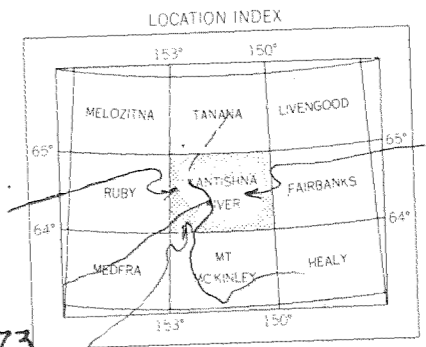 LOCATION INDEX
153° 150°
MELOZITNA TANANA LIVENGOOD
65° 65°
RUBY KANTISHNA RIVER FAIRBANKS
64° 64°
MEDFRA MT MCKINLEY HEALY
153° 150°
73